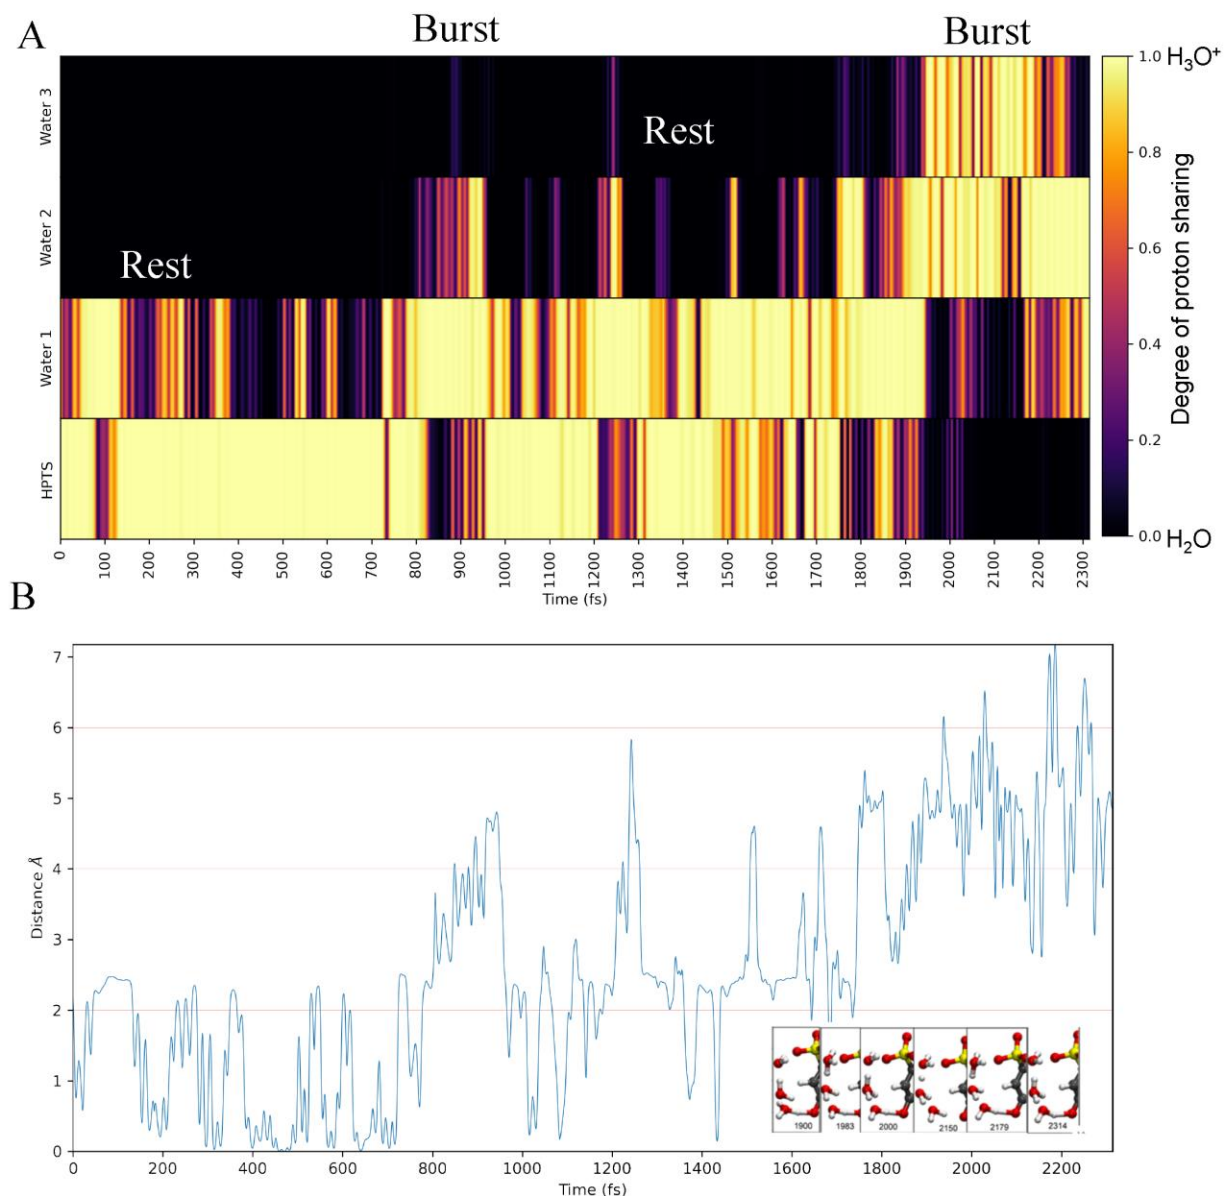 A
Burst
Burst
Water 3
Water 2
Water 1
HPTS
Rest
Rest
1.0 H₃O⁺
0.8
0.6
0.4
0.2
0.0 H₂O
Degree of proton sharing
0 100 200 300 400 500 600 700 800 900 1000 1100 1200 1300 1400 1500 1600 1700 1800 1900 2000 2100 2200 2300
Time (fs)
B
7
6
5
4
3
2
1
0
Distance Å
1900 1983 2000 2150 2179 2314
0 200 400 600 800 1000 1200 1400 1600 1800 2000 2200
Time (fs)